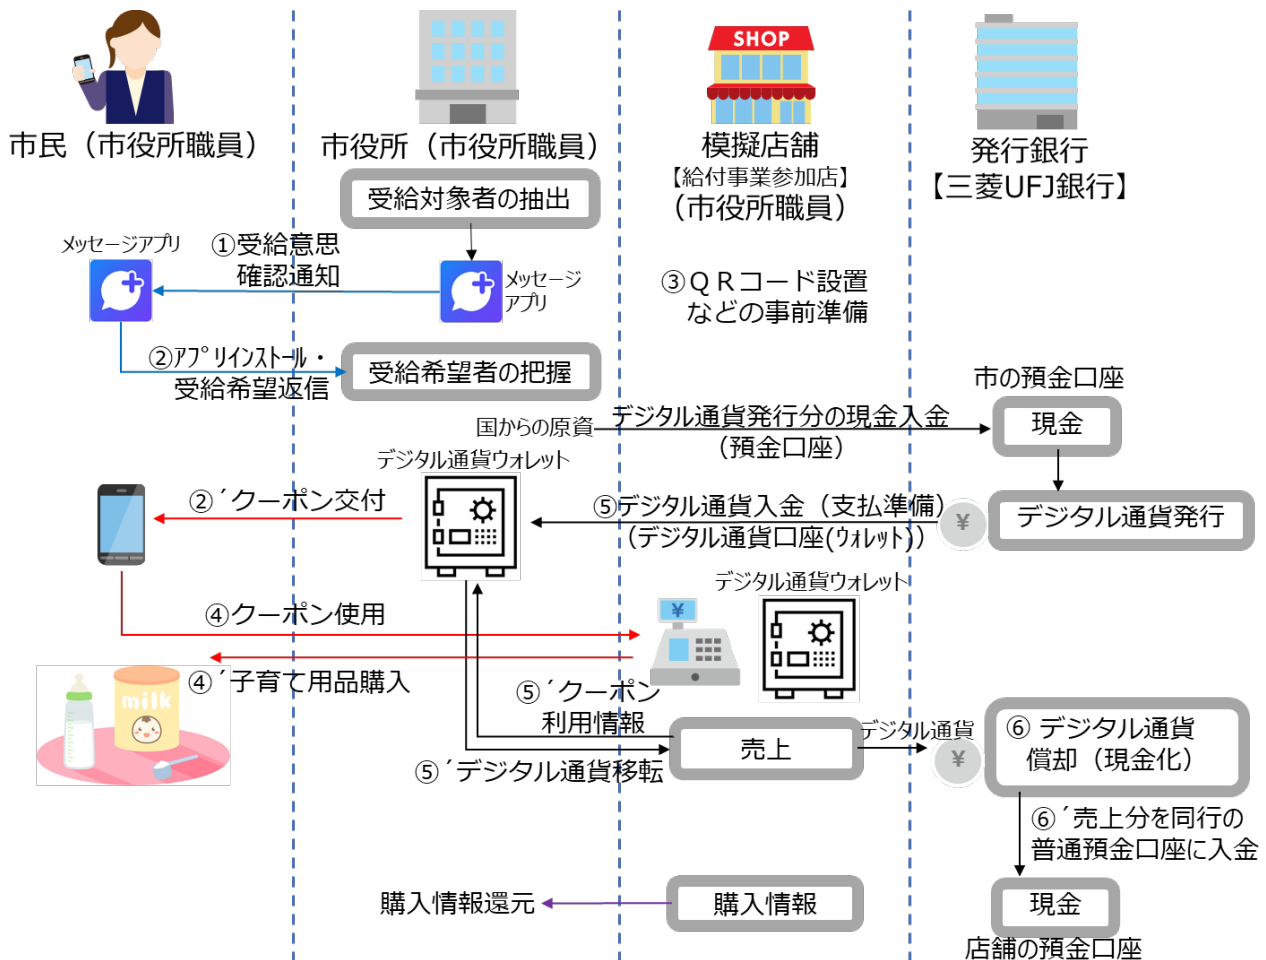 市民（市役所職員）
市役所（市役所職員）
SHOP
模擬店舗
【給付事業参加店】
（市役所職員）
発行銀行
【三菱UFJ銀行】
受給対象者の抽出
メッセージアプリ
①受給意思
確認通知
メッセージ
アプリ
③ＱＲコード設置
などの事前準備
②ｱﾌﾟﾘｲﾝｽﾄｰﾙ・
受給希望返信
受給希望者の把握
市の預金口座
国からの原資
デジタル通貨発行分の現金入金
（預金口座）
現金
デジタル通貨ウォレット
②´クーポン交付
⑤デジタル通貨入金（支払準備）
（デジタル通貨口座(ｳｫﾚｯﾄ)）
¥
デジタル通貨発行
デジタル通貨ウォレット
④クーポン使用
¥
④´子育て用品購入
milk
⑤´クーポン
利用情報
売上
デジタル通貨
¥
⑥ デジタル通貨
償却（現金化）
⑤´デジタル通貨移転
⑥´売上分を同行の
普通預金口座に入金
購入情報還元
購入情報
現金
店舗の預金口座